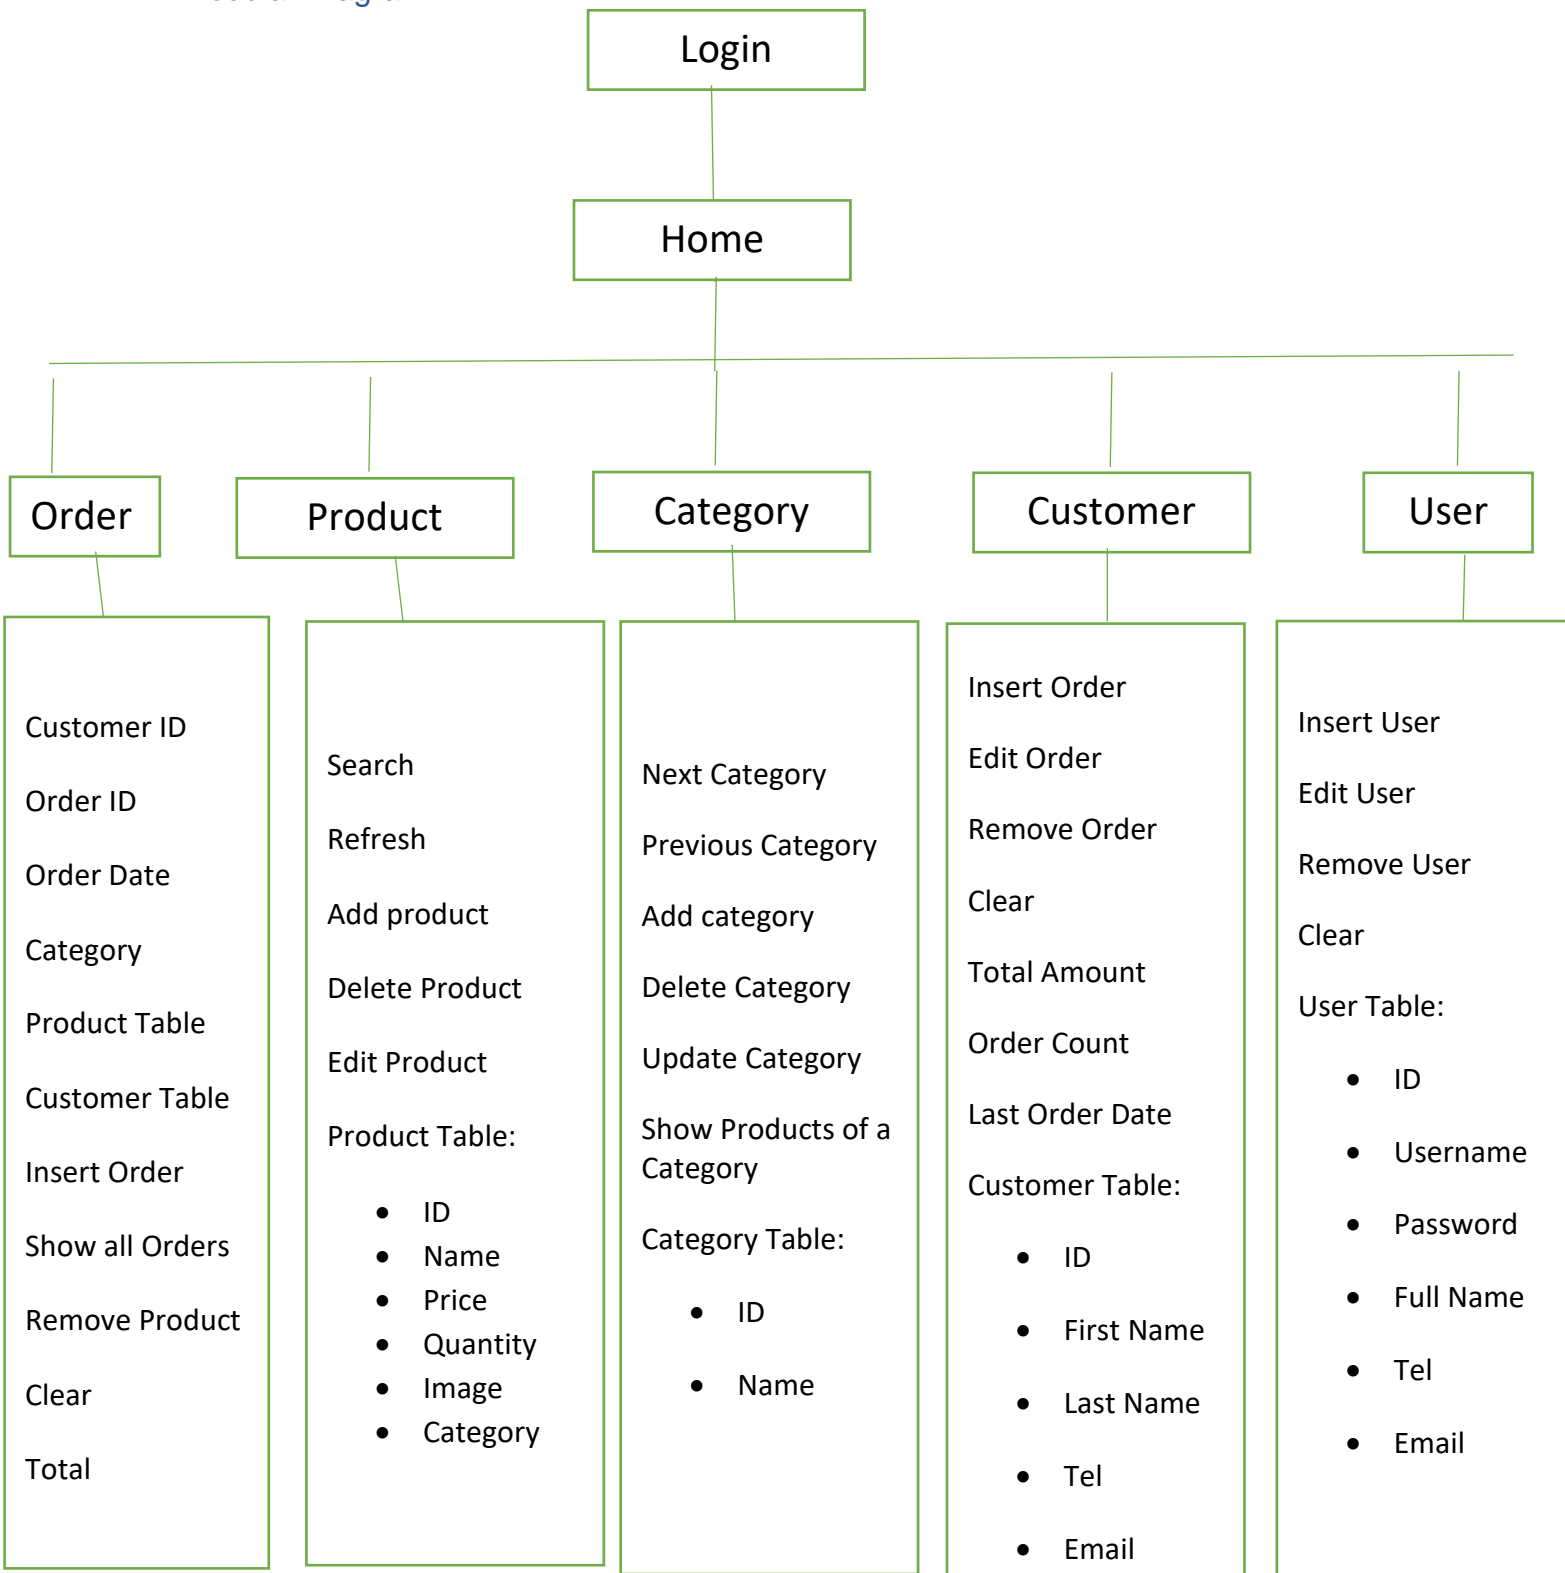 Login
Home
Order
Product
Category
Customer
User
Customer ID
Order ID
Order Date
Category
Product Table
Customer Table
Insert Order
Show all Orders
Remove Product
Clear
Total
Search
Refresh
Add product
Delete Product
Edit Product
Product Table:
• ID
• Name
• Price
• Quantity
• Image
• Category
Next Category
Previous Category
Add category
Delete Category
Update Category
Show Products of a
Category
Category Table:
• ID
• Name
Insert Order
Edit Order
Remove Order
Clear
Total Amount
Order Count
Last Order Date
Customer Table:
• ID
• First Name
• Last Name
• Tel
• Email
Insert User
Edit User
Remove User
Clear
User Table:
• ID
• Username
• Password
• Full Name
• Tel
• Email